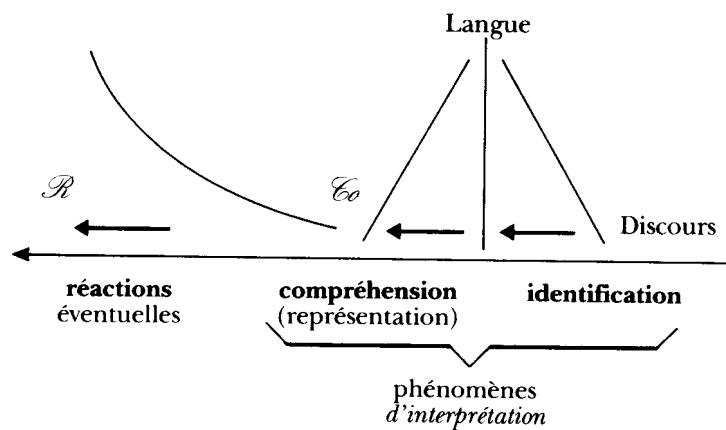 Langue
ℛ
𝒞o
Discours
réactions
éventuelles
compréhension
(représentation)
identification
phénomènes
d'interprétation